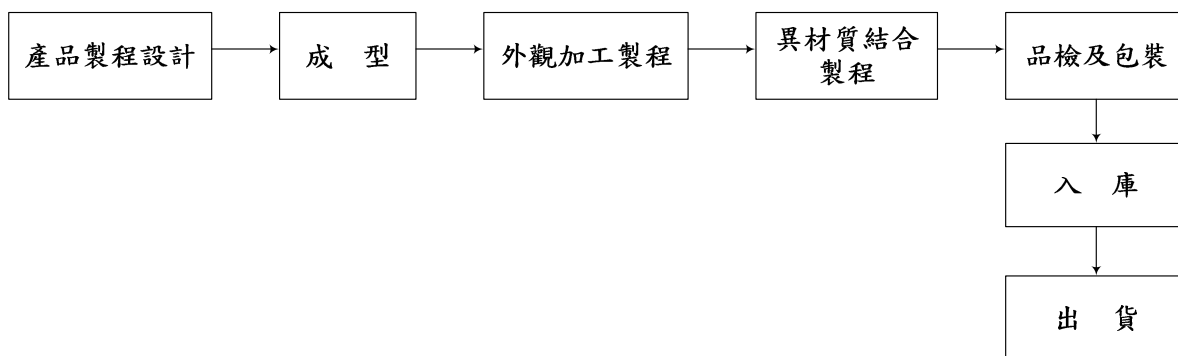 產品製程設計
成　型
外觀加工製程
異材質結合
製程
品檢及包裝
入　庫
出　貨